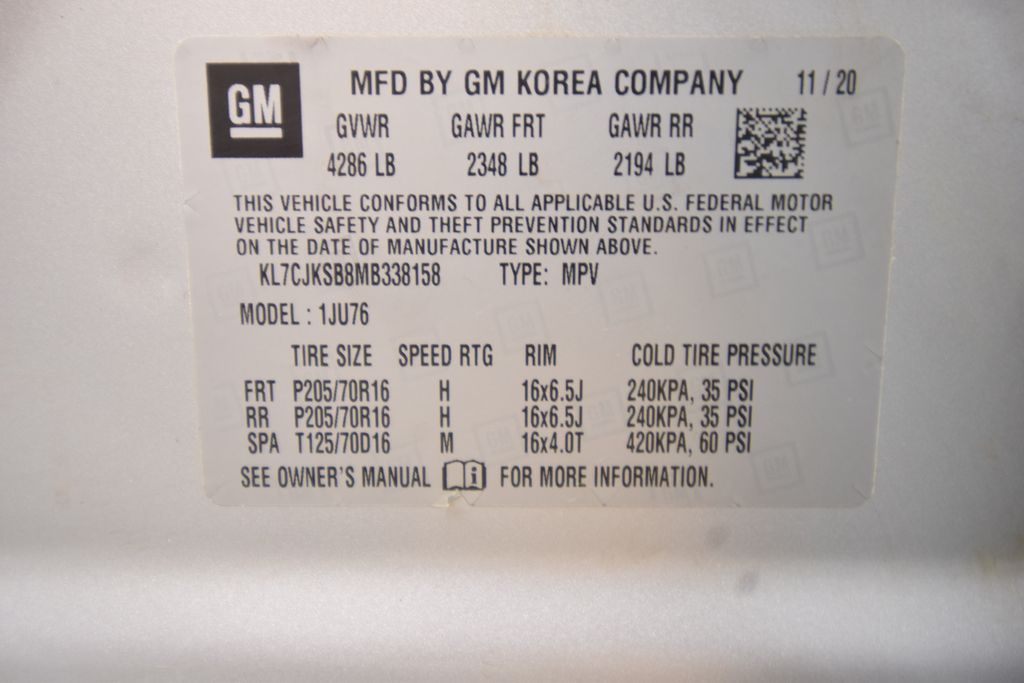 GM MFD BY GM KOREA COMPANY 11 / 20
GVWR GAWR FRT GAWR RR
4286 LB 2348 LB 2194 LB
THIS VEHICLE CONFORMS TO ALL APPLICABLE U.S. FEDERAL MOTOR
VEHICLE SAFETY AND THEFT PREVENTION STANDARDS IN EFFECT
ON THE DATE OF MANUFACTURE SHOWN ABOVE.
KL7CJKSB8MB338158 TYPE: MPV
MODEL : 1JU76
TIRE SIZE SPEED RTG RIM COLD TIRE PRESSURE
FRT P205/70R16 H 16x6.5J 240KPA, 35 PSI
RR P205/70R16 H 16x6.5J 240KPA, 35 PSI
SPA T125/70D16 M 16x4.0T 420KPA, 60 PSI
SEE OWNER'S MANUAL i FOR MORE INFORMATION.